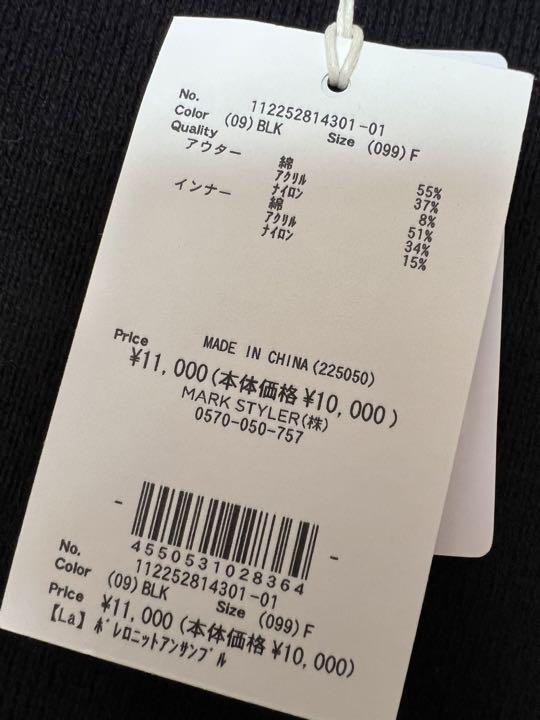 No. 112252814301-01
Color (09)BLK Size (099)F
Quality
アウター 綿 55%
ｱｸﾘﾙ 37%
ﾅｲﾛﾝ 8%
インナー 綿 51%
ｱｸﾘﾙ 34%
ﾅｲﾛﾝ 15%
MADE IN CHINA(225050)
Price ¥11,000(本体価格¥10,000)
MARK STYLER(株)
0570-050-757
4550531028364
No. 112252814301-01
Color (09)BLK Size (099)F
Price ¥11,000(本体価格¥10,000)
【La】ﾎﾞﾚﾛﾆｯﾄｱﾝｻﾝﾌﾞﾙ